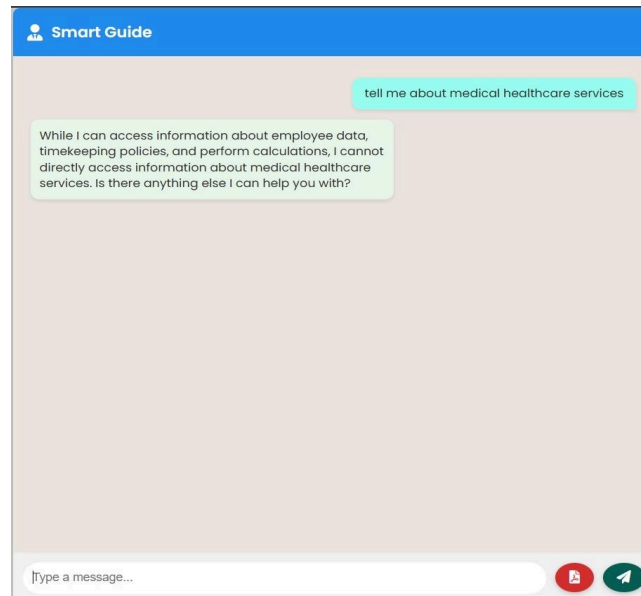 Smart Guide
tell me about medical healthcare services
While I can access information about employee data,
timekeeping policies, and perform calculations, I cannot
directly access information about medical healthcare
services. Is there anything else I can help you with?
Type a message...